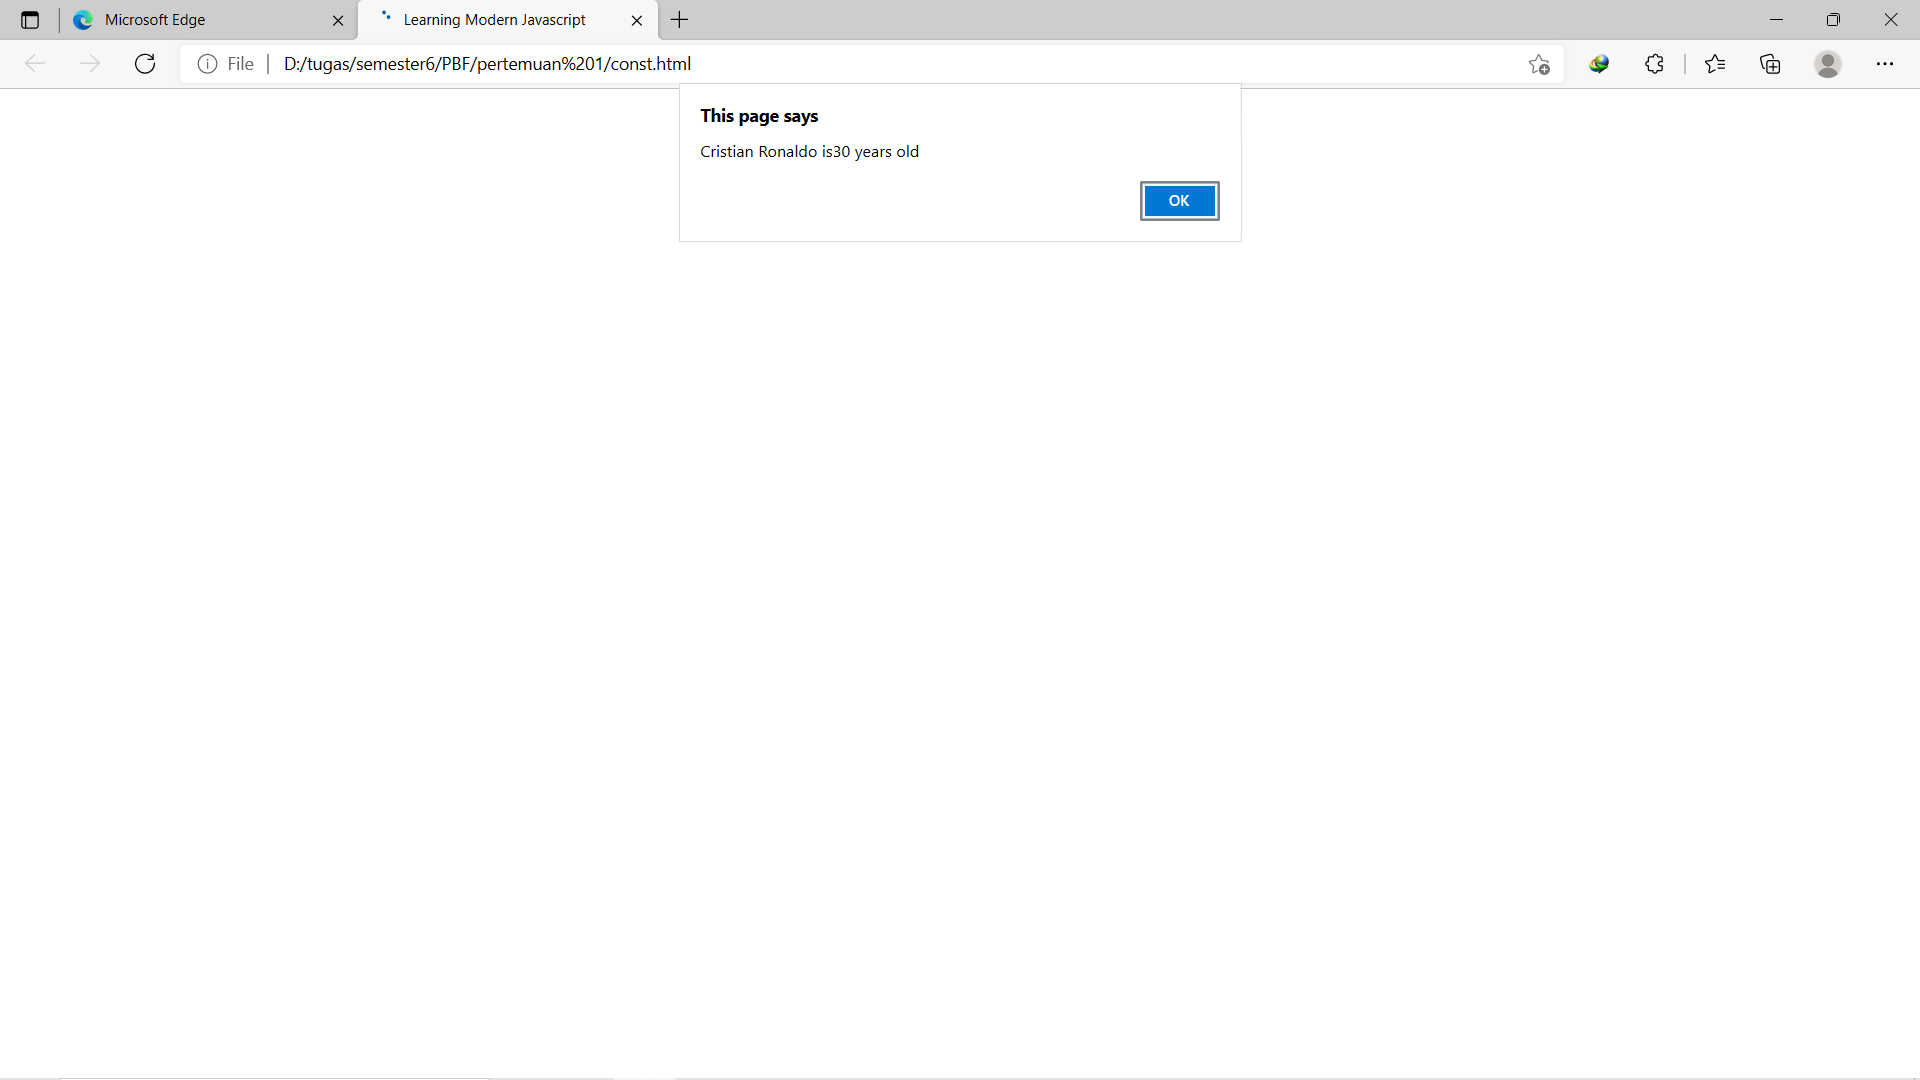 Microsoft Edge
Learning Modern Javascript
File
D:/tugas/semester6/PBF/pertemuan%201/const.html
This page says
Cristian Ronaldo is30 years old
OK